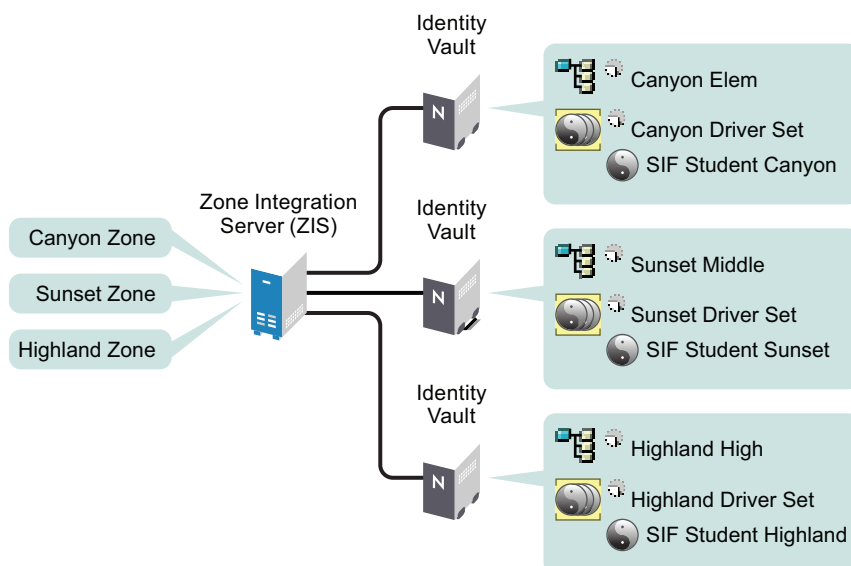 Identity
Vault
Canyon Elem
Canyon Driver Set
SIF Student Canyon
N
Zone Integration
Server (ZIS)
Canyon Zone
Sunset Zone
Highland Zone
Identity
Vault
Sunset Middle
Sunset Driver Set
SIF Student Sunset
N
Identity
Vault
Highland High
Highland Driver Set
SIF Student Highland
N